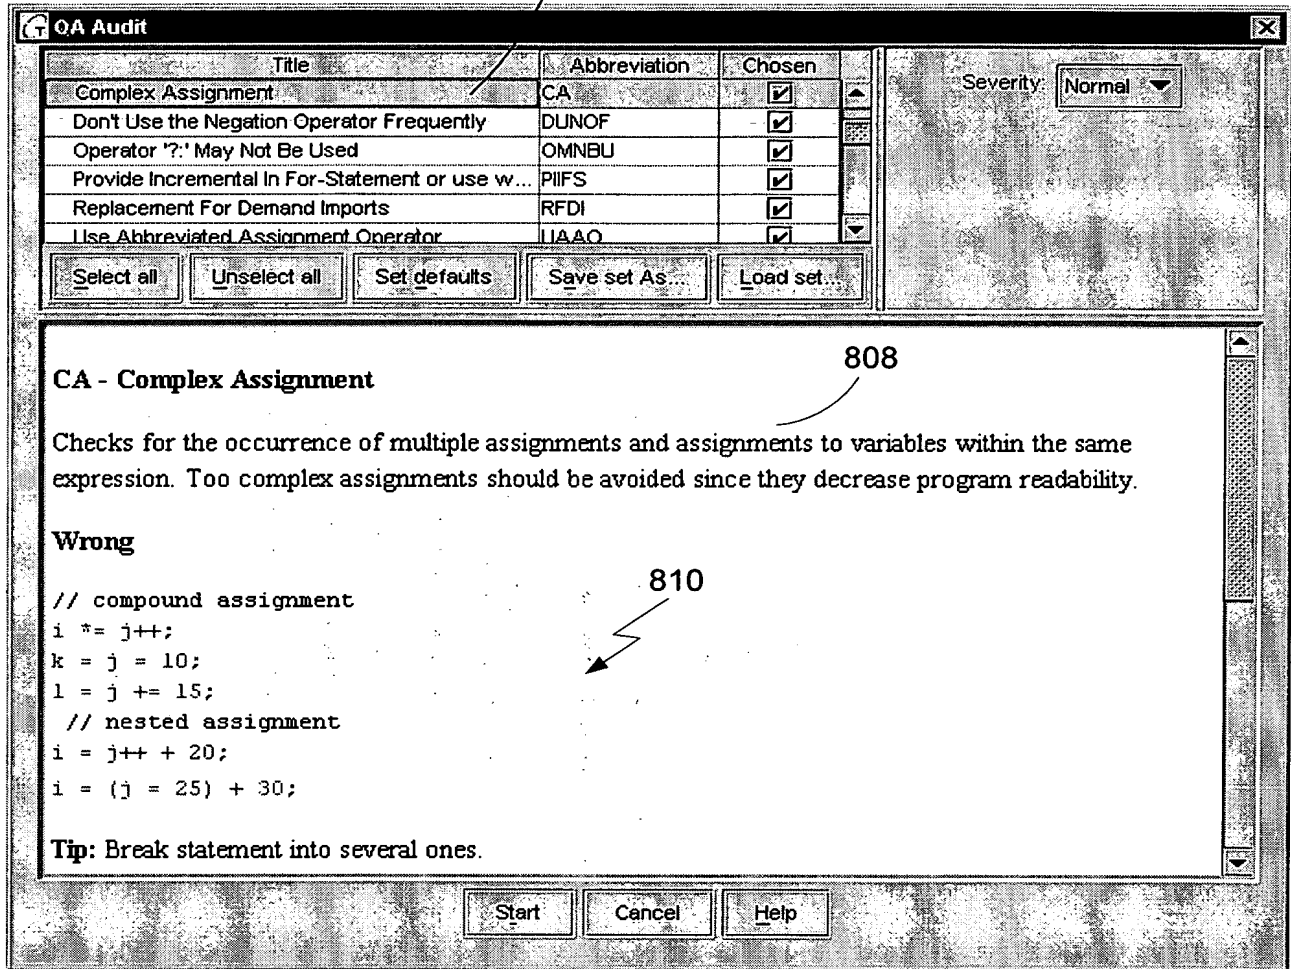 QA Audit
Title Abbreviation Chosen
Complex Assignment CA
Don't Use the Negation Operator Frequently DUNOF
Operator '?:' May Not Be Used OMNBU
Provide Incremental In For-Statement or use w... PIIFS
Replacement For Demand Imports RFDI
Use Abbreviated Assignment Operator UAAO
Severity: Normal
Select all Unselect all Set defaults Save set As... Load set...
808
CA - Complex Assignment
Checks for the occurrence of multiple assignments and assignments to variables within the same
expression. Too complex assignments should be avoided since they decrease program readability.
Wrong
810
// compound assignment
i *= j++;
k = j = 10;
l = j += 15;
// nested assignment
i = j++ + 20;
i = (j = 25) + 30;
Tip: Break statement into several ones.
Start Cancel Help